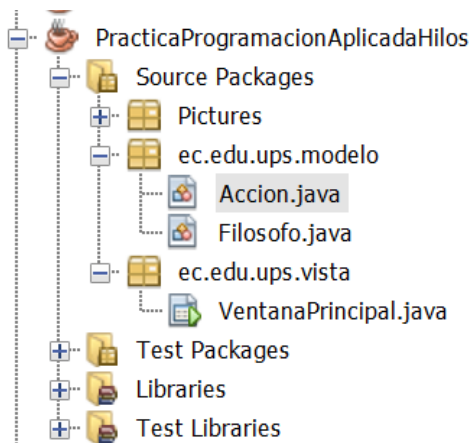 PracticaProgramacionAplicadaHilos
Source Packages
Pictures
ec.edu.ups.modelo
Accion.java
Filosofo.java
ec.edu.ups.vista
VentanaPrincipal.java
Test Packages
Libraries
Test Libraries